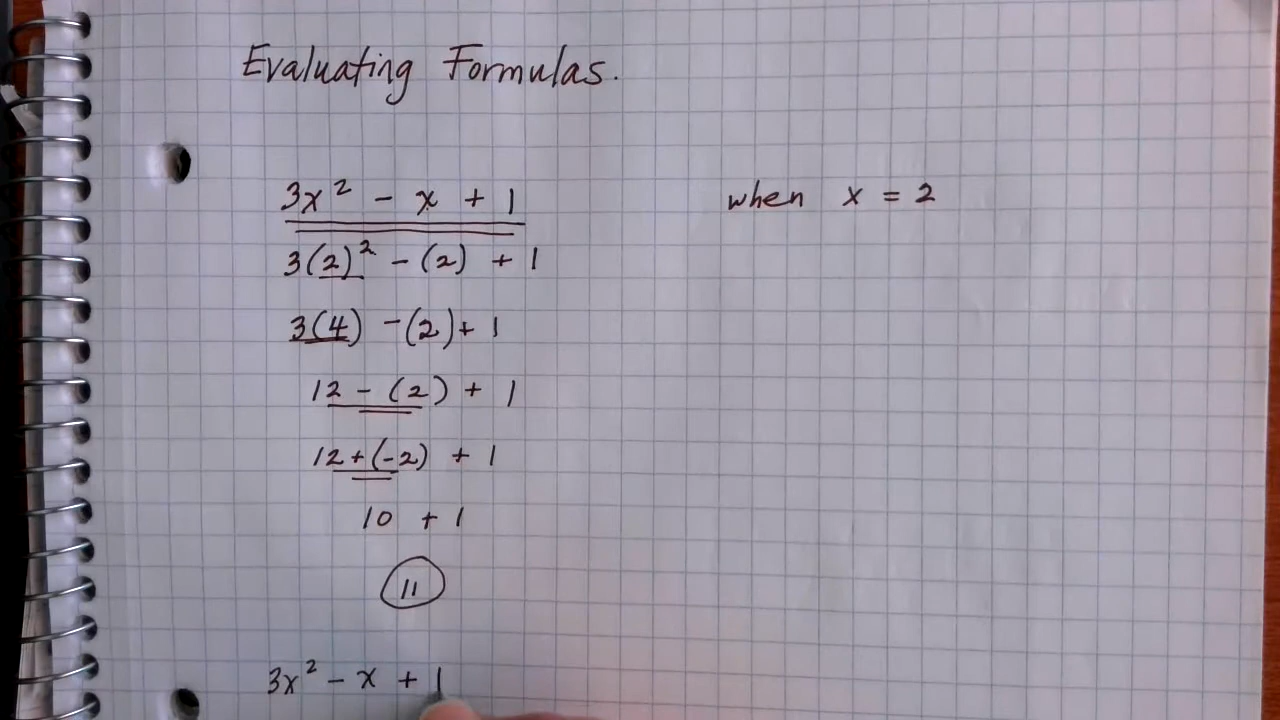 Evaluating Formulas.
3x² - x + 1 when x = 2
3(2)² - (2) + 1
3(4) - (2) + 1
12 - (2) + 1
12 + (-2) + 1
10 + 1
11
3x² - x + 1